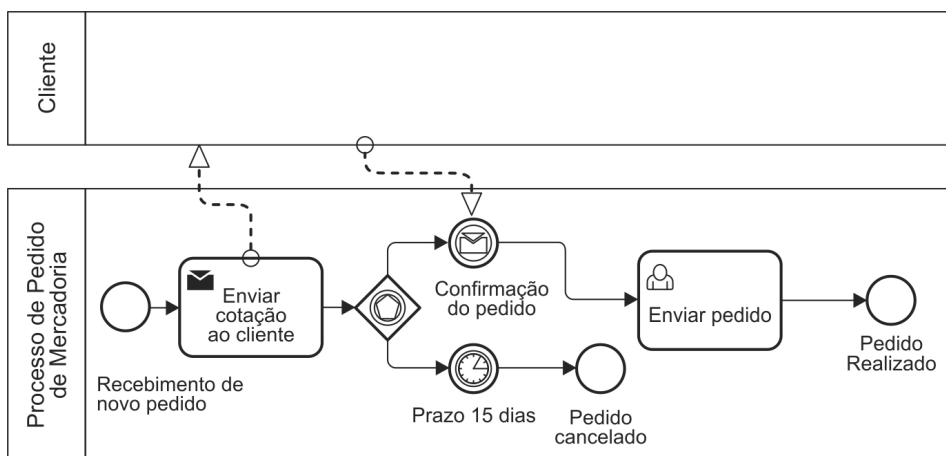 Cliente
Processo de Pedido
de Mercadoria
Recebimento de
novo pedido
Enviar
cotação
ao cliente
Confirmação
do pedido
Prazo 15 dias
Pedido
cancelado
Enviar pedido
Pedido
Realizado